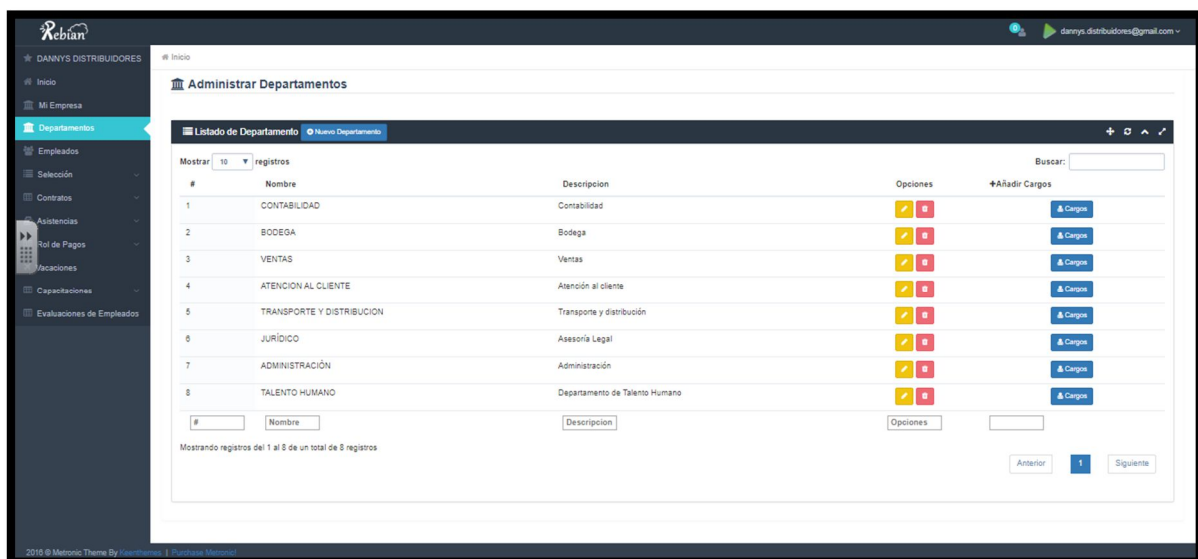 Rebian
0
dannys.distribuidores@gmail.com
DANNYS DISTRIBUIDORES
Inicio
Mi Empresa
Departamentos
Empleados
Selección
Contratos
Asistencias
Rol de Pagos
Vacaciones
Capacitaciones
Evaluaciones de Empleados
Inicio
Administrar Departamentos
Listado de Departamento Nuevo Departamento
Mostrar 10 registros Buscar:
# Nombre Descripcion Opciones +Añadir Cargos
1 CONTABILIDAD Contabilidad Cargos
2 BODEGA Bodega Cargos
3 VENTAS Ventas Cargos
4 ATENCION AL CLIENTE Atención al cliente Cargos
5 TRANSPORTE Y DISTRIBUCION Transporte y distribución Cargos
6 JURÍDICO Asesoría Legal Cargos
7 ADMINISTRACIÓN Administración Cargos
8 TALENTO HUMANO Departamento de Talento Humano Cargos
# Nombre Descripcion Opciones
Mostrando registros del 1 al 8 de un total de 8 registros
Anterior 1 Siguiente
2016 © Metronic Theme By Keenthemes | Purchase Metronic!